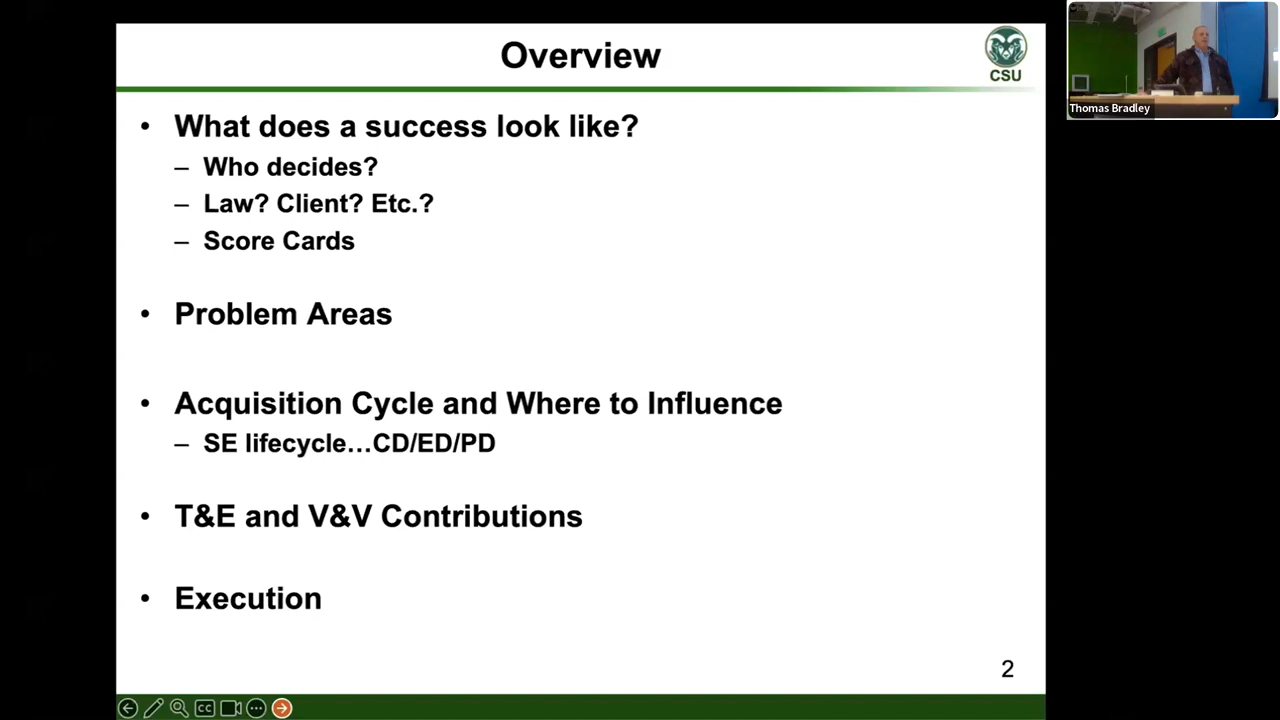 Overview
CSU
• What does a success look like?
– Who decides?
– Law? Client? Etc.?
– Score Cards
• Problem Areas
• Acquisition Cycle and Where to Influence
– SE lifecycle…CD/ED/PD
• T&E and V&V Contributions
• Execution
2
CC
Thomas Bradley